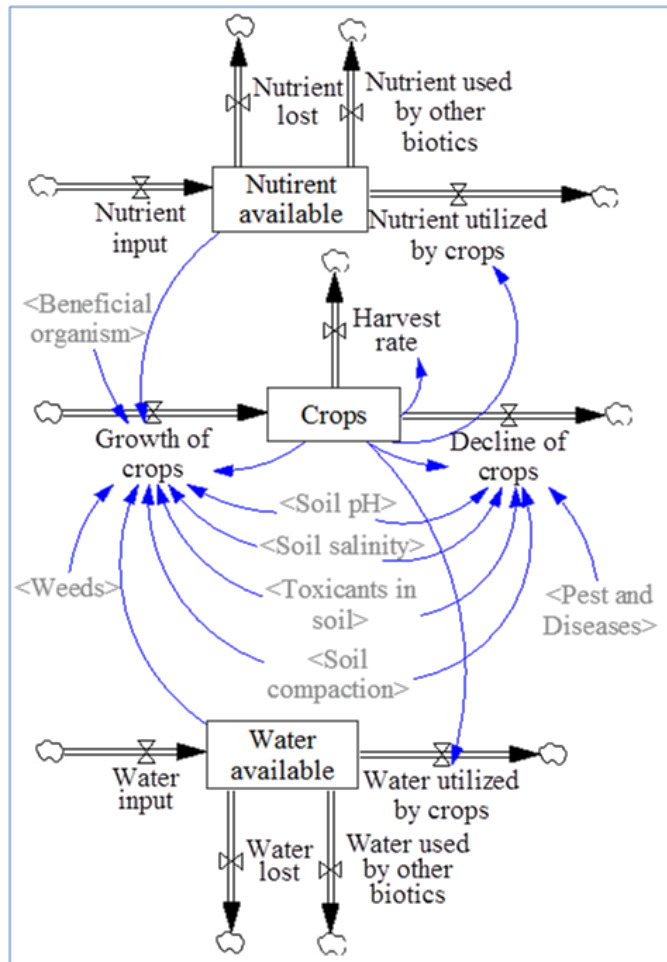 Nutrient
lost
Nutrient used
by other
biotics
Nutrient
input
Nutirent
available
Nutrient utilized
by crops
<Beneficial
organism>
Harvest
rate
Crops
Growth of
crops
Decline of
crops
<Soil pH>
<Soil salinity>
<Weeds>
<Toxicants in
soil>
<Pest and
Diseases>
<Soil
compaction>
Water
available
Water
input
Water utilized
by crops
Water
lost
Water used
by other
biotics